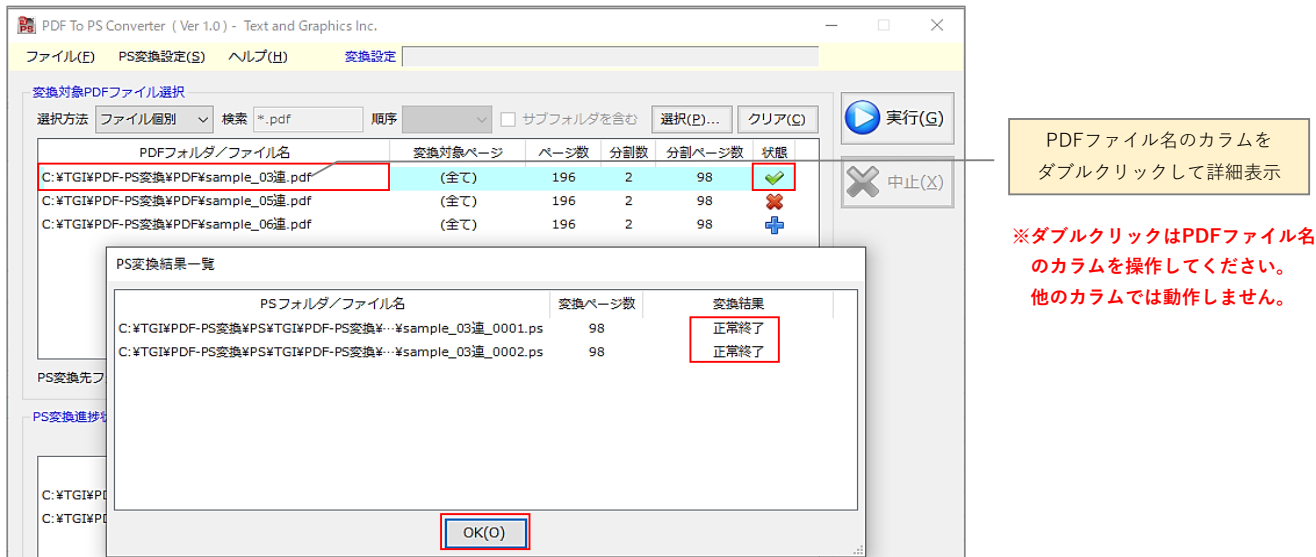 PDF To PS Converter ( Ver 1.0 ) - Text and Graphics Inc.
ファイル(F) PS変換設定(S) ヘルプ(H) 変換設定
変換対象PDFファイル選択
選択方法 ファイル個別 検索 *.pdf 順序 サブフォルダを含む 選択(P)... クリア(C) 実行(G)
PDFフォルダ/ファイル名 変換対象ページ ページ数 分割数 分割ページ数 状態
C:¥TGI¥PDF-PS変換¥PDF¥sample_03連.pdf (全て) 196 2 98
C:¥TGI¥PDF-PS変換¥PDF¥sample_05連.pdf (全て) 196 2 98
C:¥TGI¥PDF-PS変換¥PDF¥sample_06連.pdf (全て) 196 2 98
中止(X)
PDFファイル名のカラムを
ダブルクリックして詳細表示
※ダブルクリックはPDFファイル名
のカラムを操作してください。
他のカラムでは動作しません。
PS変換結果一覧
PSフォルダ/ファイル名 変換ページ数 変換結果
C:¥TGI¥PDF-PS変換¥PS¥TGI¥PDF-PS変換¥…¥sample_03連_0001.ps 98 正常終了
C:¥TGI¥PDF-PS変換¥PS¥TGI¥PDF-PS変換¥…¥sample_03連_0002.ps 98 正常終了
PS変換先フ
PS変換進捗
C:¥TGI¥P
C:¥TGI¥P
OK(O)